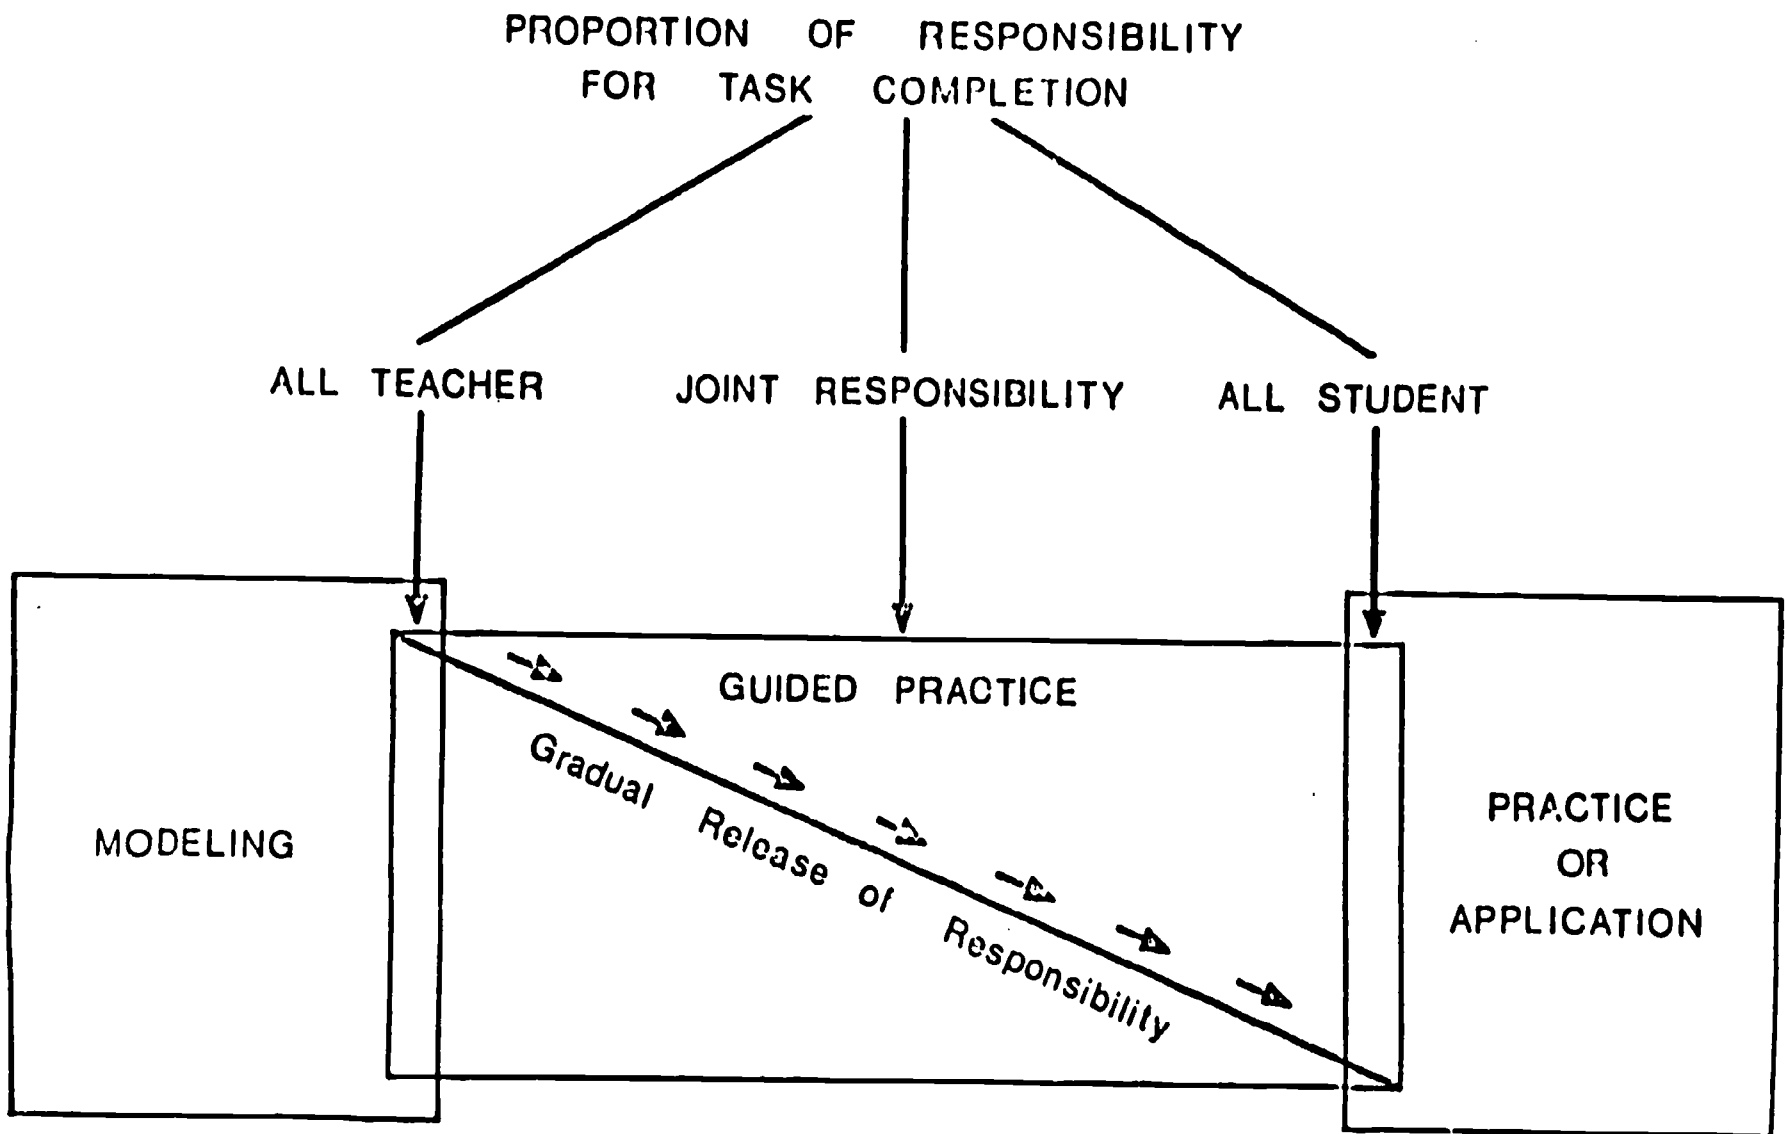 PROPORTION OF RESPONSIBILITY
FOR TASK COMPLETION
ALL TEACHER
JOINT RESPONSIBILITY
ALL STUDENT
GUIDED PRACTICE
Gradual Release of Responsibility
MODELING
PRACTICE
OR
APPLICATION